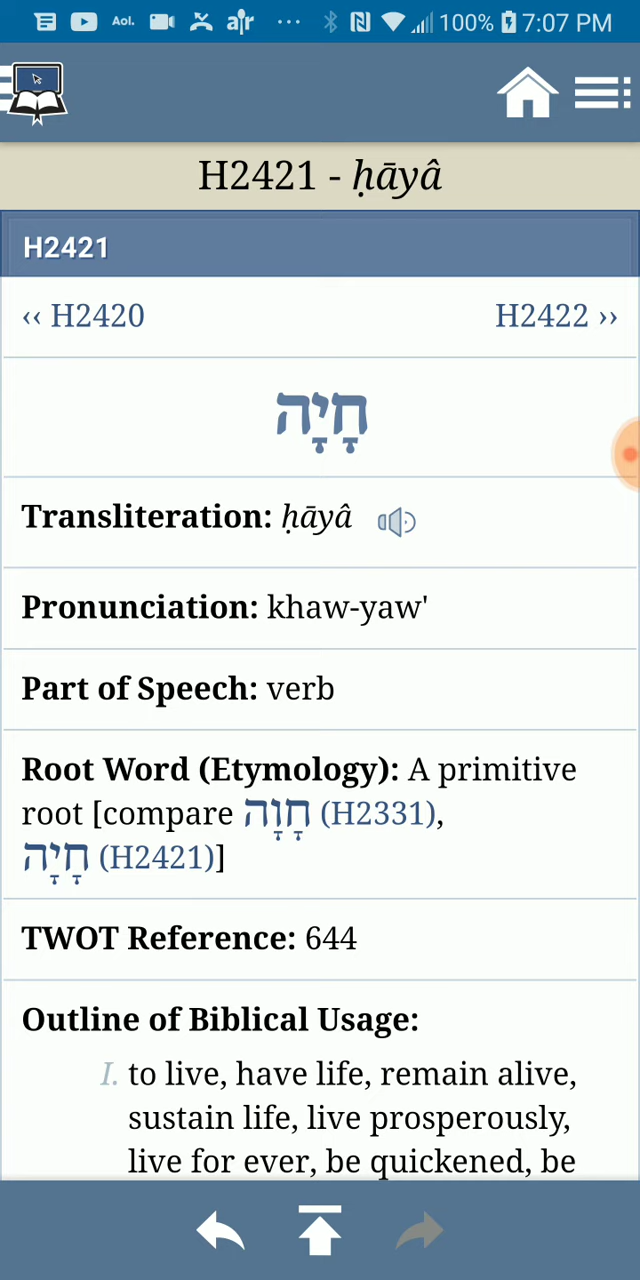 Aol. ajr ... 100% 7:07 PM
H2421 - ḥāyâ
H2421
‹‹ H2420 H2422 ››
חָיָה
Transliteration: ḥāyâ
Pronunciation: khaw-yaw'
Part of Speech: verb
Root Word (Etymology): A primitive
root [compare חָוָה (H2331),
חָיָה (H2421)]
TWOT Reference: 644
Outline of Biblical Usage:
I. to live, have life, remain alive,
sustain life, live prosperously,
live for ever, be quickened, be